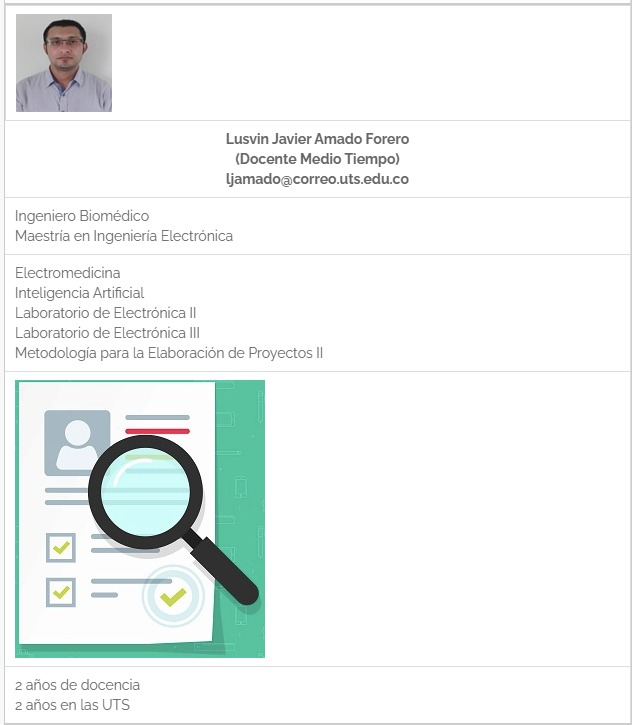 Lusvin Javier Amado Forero
(Docente Medio Tiempo)
ljamado@correo.uts.edu.co
Ingeniero Biomédico
Maestría en Ingeniería Electrónica
Electromedicina
Inteligencia Artificial
Laboratorio de Electrónica II
Laboratorio de Electrónica III
Metodología para la Elaboración de Proyectos II
2 años de docencia
2 años en las UTS